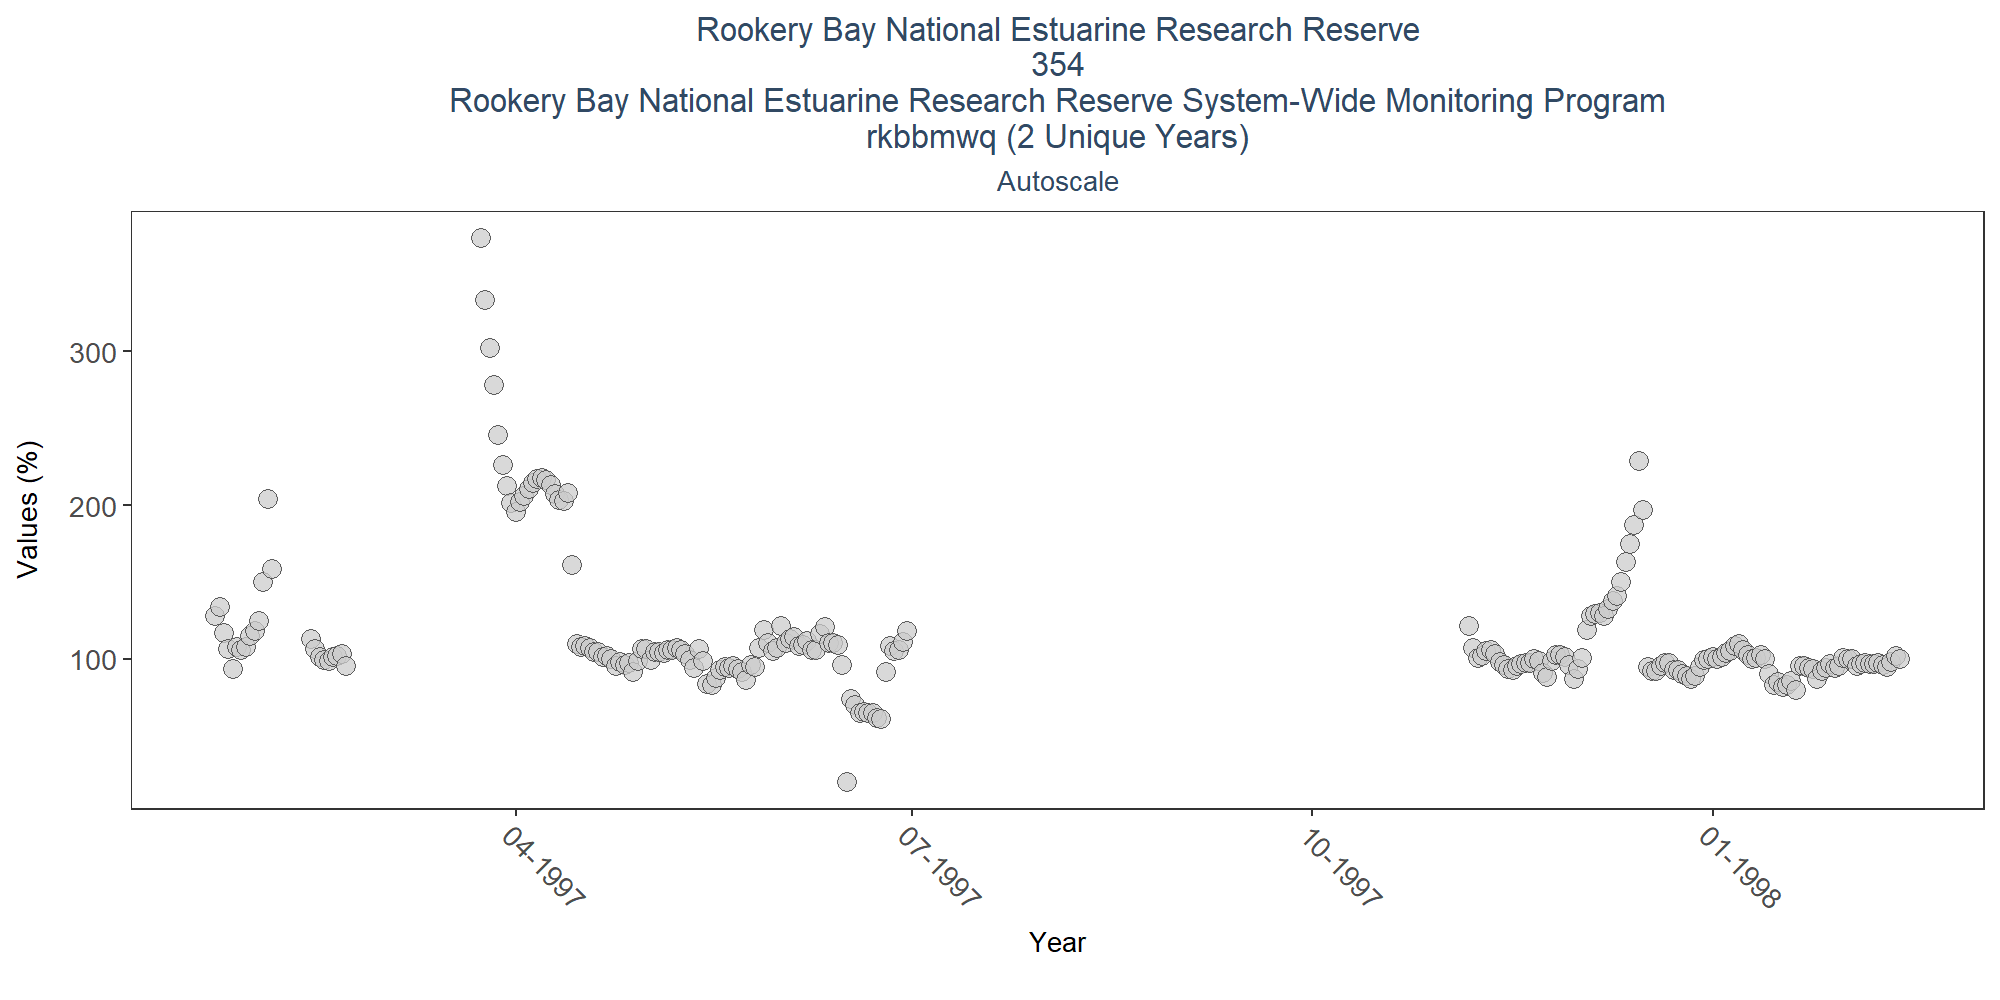 Rookery Bay National Estuarine Research Reserve
354
Rookery Bay National Estuarine Research Reserve System-Wide Monitoring Program
rkbbmwq (2 Unique Years)
Autoscale
Values (%)
300
200
100
04-1997
07-1997
10-1997
01-1998
Year